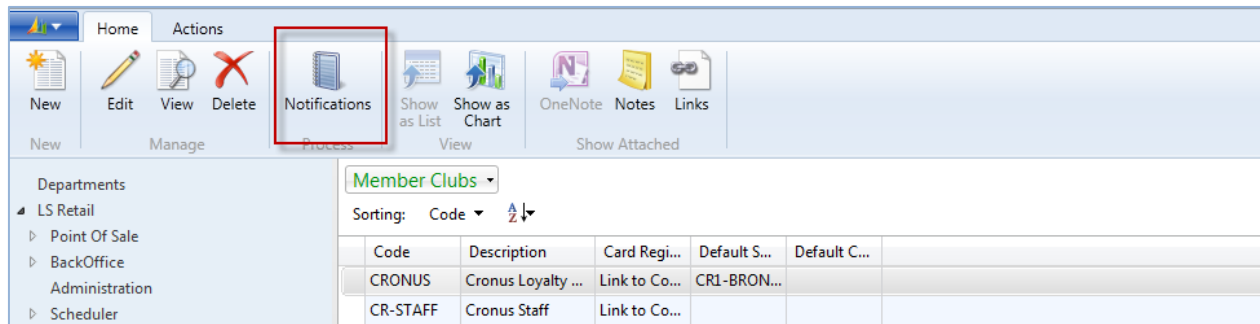 Home Actions
New Edit View Delete Notifications Show as List Show as Chart OneNote Notes Links
New Manage Process View Show Attached
Departments
LS Retail
Point Of Sale
BackOffice
Administration
Scheduler
Member Clubs
Sorting: Code
Code Description Card Regi... Default S... Default C...
CRONUS Cronus Loyalty ... Link to Co... CR1-BRON...
CR-STAFF Cronus Staff Link to Co...